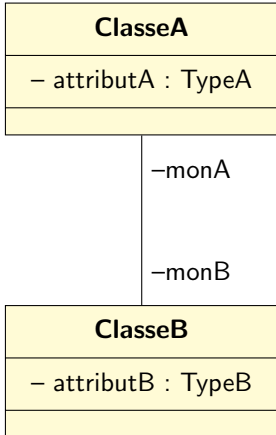 ClasseA
– attributA : TypeA
–monA
–monB
ClasseB
– attributB : TypeB